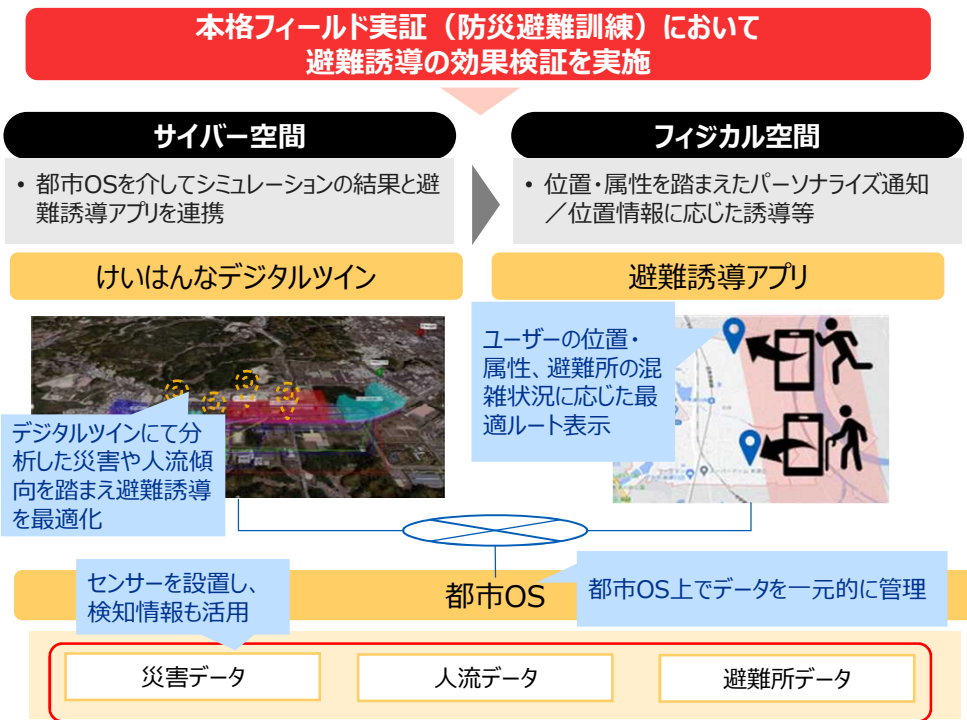 本格フィールド実証（防災避難訓練）において
避難誘導の効果検証を実施
サイバー空間
フィジカル空間
• 都市OSを介してシミュレーションの結果と避
難誘導アプリを連携
• 位置・属性を踏まえたパーソナライズ通知
／位置情報に応じた誘導等
けいはんなデジタルツイン
避難誘導アプリ
ユーザーの位置・
属性、避難所の混
雑状況に応じた最
適ルート表示
デジタルツインにて分
析した災害や人流傾
向を踏まえ避難誘導
を最適化
センサーを設置し、
検知情報も活用
都市OS
都市OS上でデータを一元的に管理
災害データ
人流データ
避難所データ